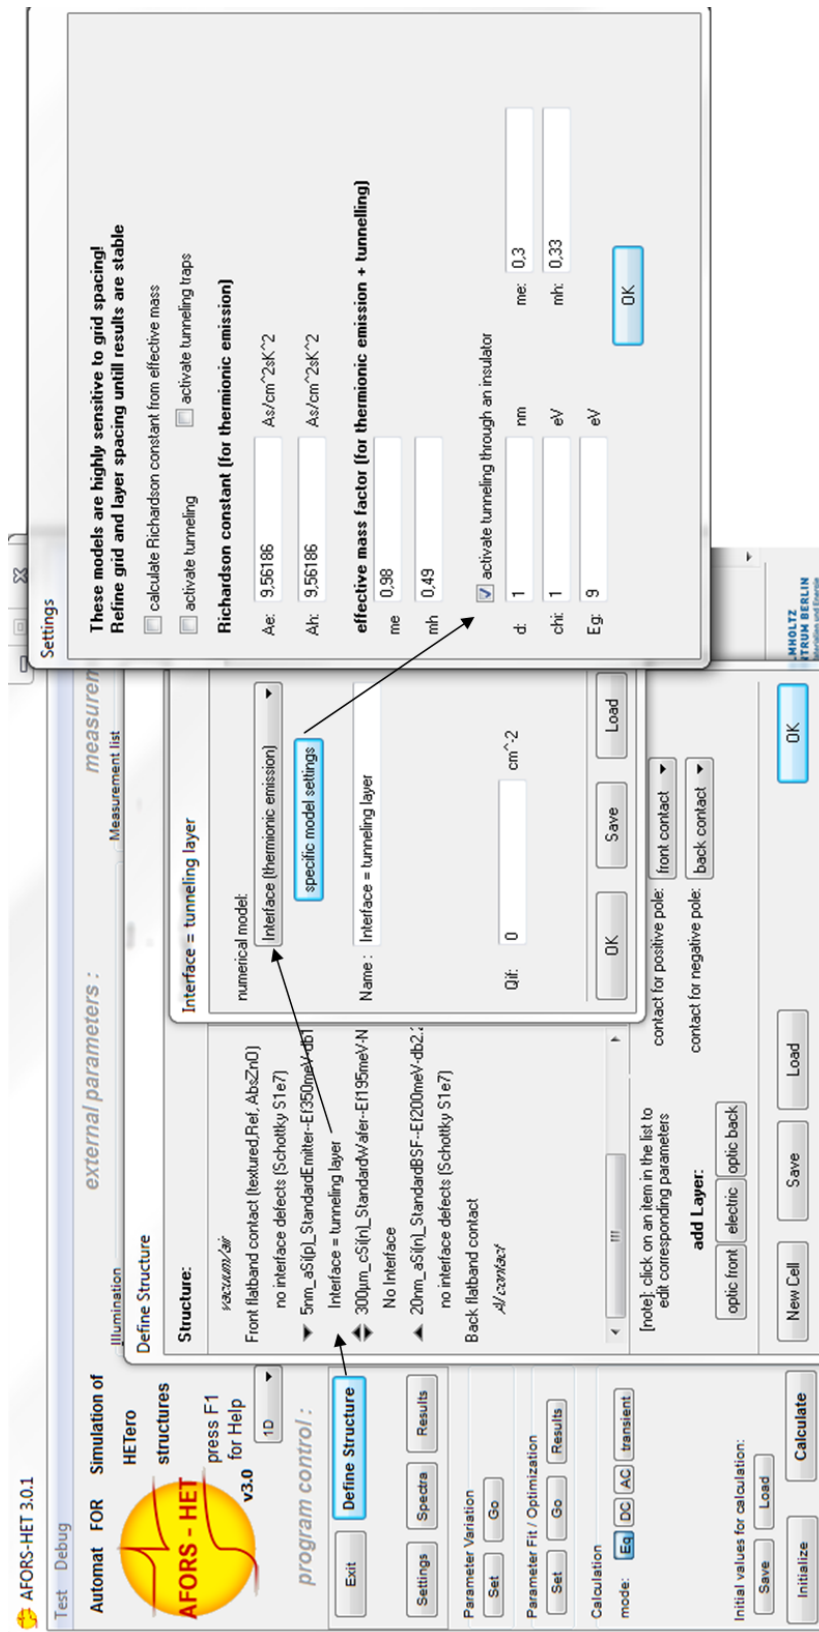 AFORS-HET 3.0.1
Test Debug
Automat FOR Simulation of
HETero
structures
AFORS - HET
v3.0
press F1
for Help
1D
program control :
Exit Define Structure
Settings Spectra Results
Parameter Variation
Set Go
Parameter Fit / Optimization
Set Go Results
Calculation
mode: Eq DC AC transient
Initial values for calculation:
Save Load
Initialize Calculate
external parameters :
Illumination
measurem
Measurement list
Define Structure
Structure:
vacuum/air
Front flatband contact (textured,Ref, AbsZnO)
no interface defects (Schottky S1e7)
5nm_aSi(p)_StandardEmitter--Ef350meV-db1
Interface = tunneling layer
300µm_cSi(n)_StandardWafer--Ef195meV-N
No Interface
20nm_aSi(n)_StandardBSF--Ef200meV-db2.2
no interface defects (Schottky S1e7)
Back flatband contact
Al contact
[note]: click on an item in the list to
edit corresponding parameters
add Layer:
optic front electric optic back
contact for positive pole: front contact
contact for negative pole: back contact
New Cell Save Load OK
Interface = tunneling layer
numerical model:
Interface (thermionic emission)
specific model settings
Name : Interface = tunneling layer
Qif: 0 cm^-2
OK Save Load
Settings
These models are highly sensitive to grid spacing!
Refine grid and layer spacing untill results are stable
calculate Richardson constant from effective mass
activate tunneling activate tunneling traps
Richardson constant (for thermionic emission)
Ae: 9,56186 As/cm^2sK^2
Ah: 9,56186 As/cm^2sK^2
effective mass factor (for thermionic emission + tunnelling)
me 0,98
mh 0,49
activate tunneling through an insulator
d: 1 nm me: 0,3
chi: 1 eV mh: 0,33
Eg: 9 eV
OK
LMHOLTZ
NTRUM BERLIN